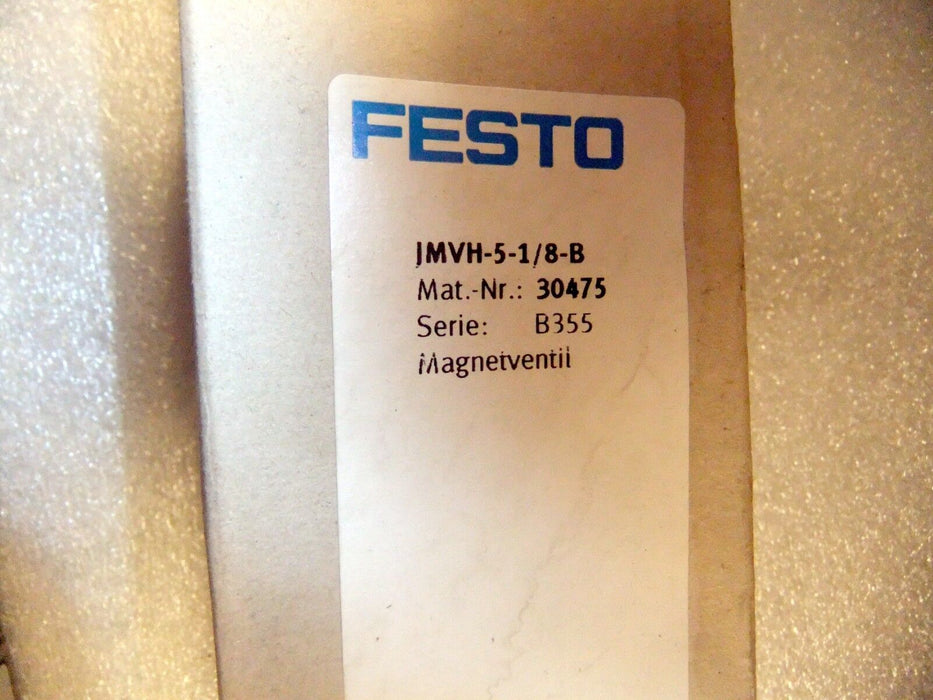 FESTO
JMVH-5-1/8-B
Mat.-Nr.: 30475
Serie: B355
Magnetventil